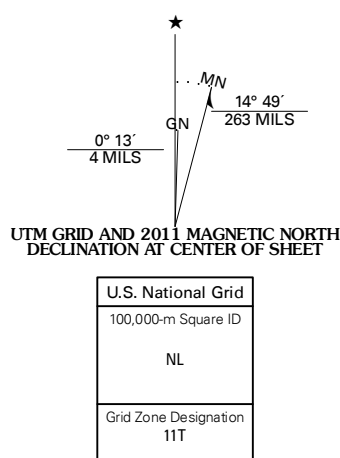 ★
MN
GN
14° 49´
263 MILS
0° 13´
4 MILS
UTM GRID AND 2011 MAGNETIC NORTH
DECLINATION AT CENTER OF SHEET
U.S. National Grid
100,000-m Square ID
NL
Grid Zone Designation
11T